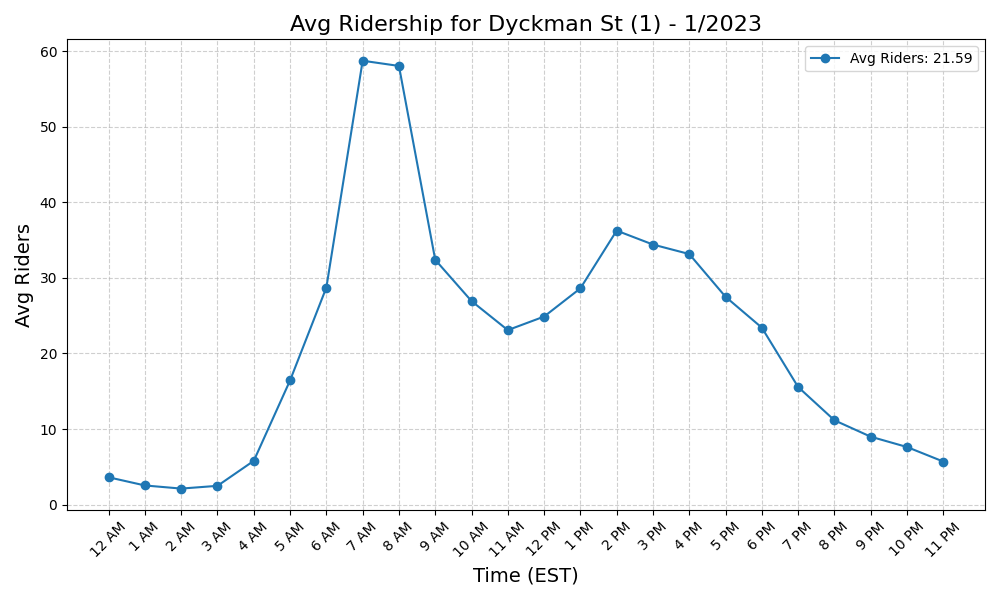 Avg Ridership for Dyckman St (1) - 1/2023
Avg Riders: 21.59
Avg Riders
60
50
40
30
20
10
0
12 AM
1 AM
2 AM
3 AM
4 AM
5 AM
6 AM
7 AM
8 AM
9 AM
10 AM
11 AM
12 PM
1 PM
2 PM
3 PM
4 PM
5 PM
6 PM
7 PM
8 PM
9 PM
10 PM
11 PM
Time (EST)